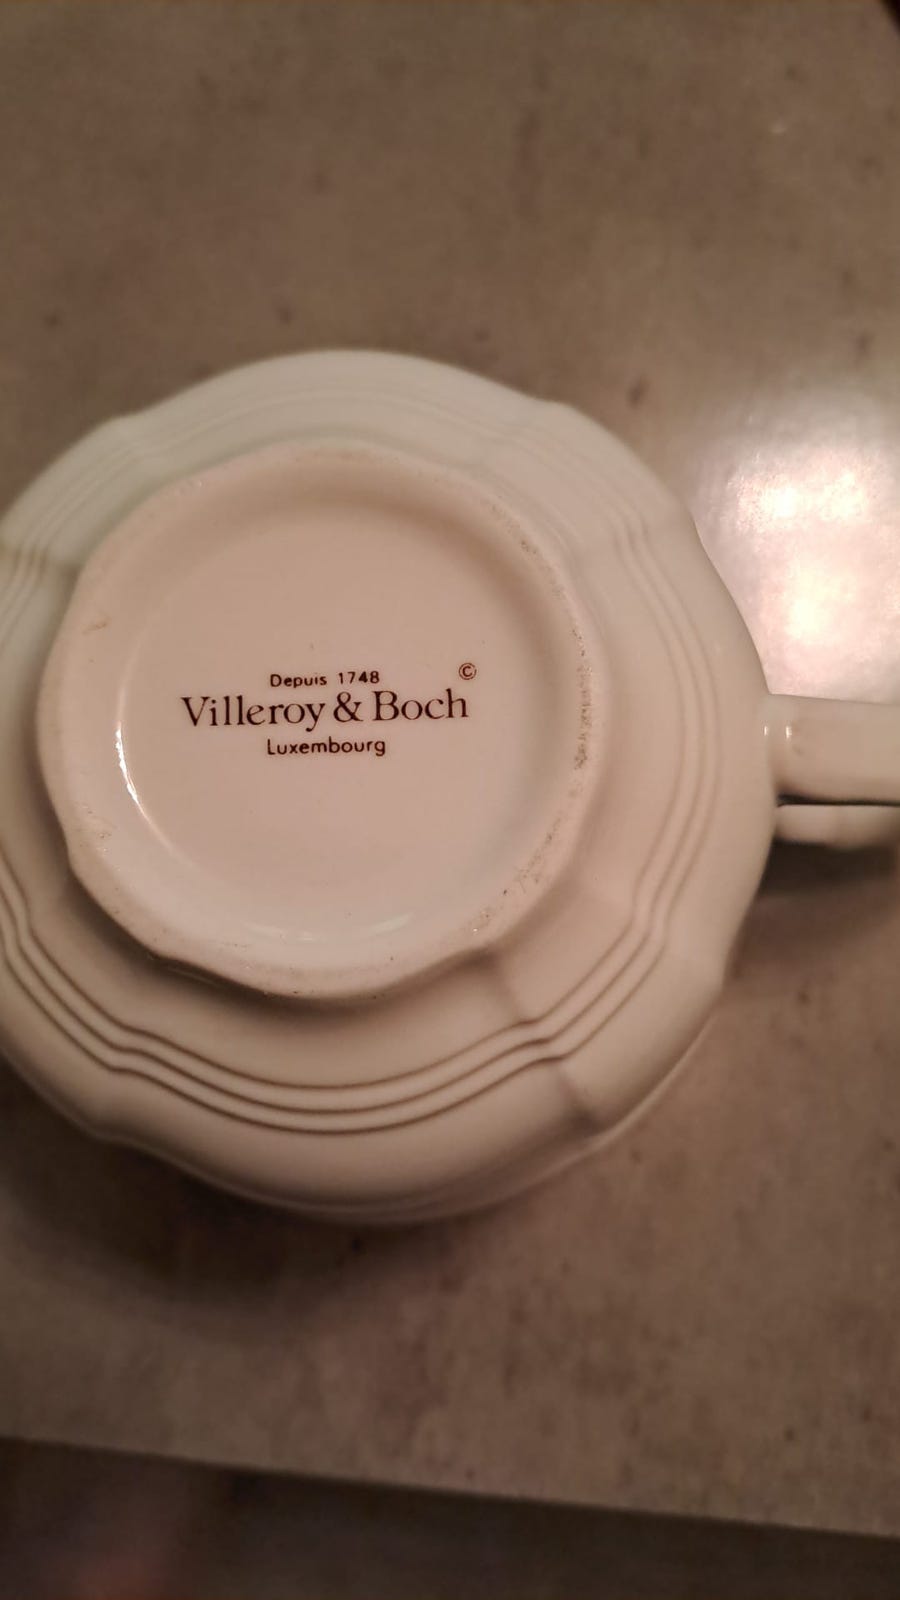 Depuis 1748
©
Villeroy & Boch
Luxembourg